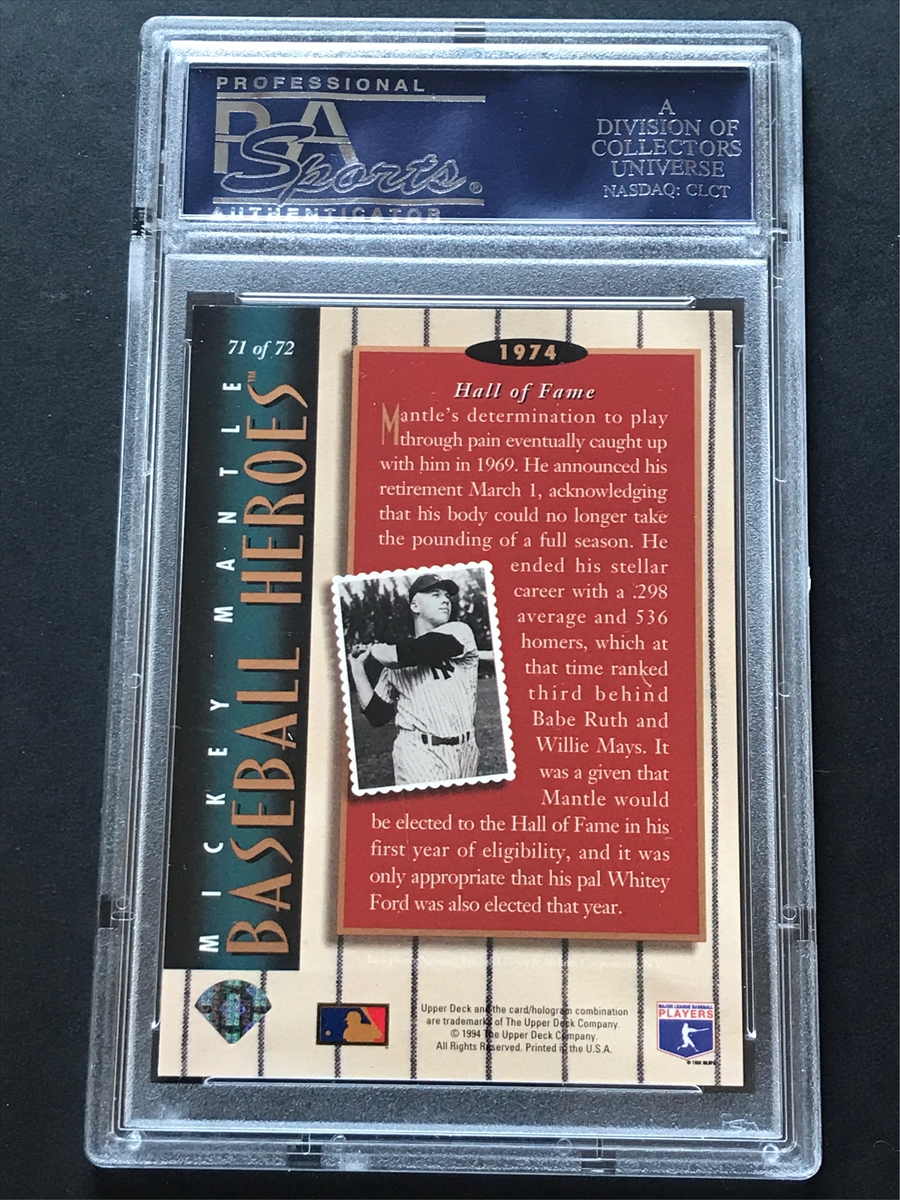 PROFESSIONAL
PSA
Sports®
AUTHENTICATOR
A
DIVISION OF
COLLECTORS
UNIVERSE
NASDAQ: CLCT
71 of 72
MICKEY MANTLE
BASEBALL HEROES™
1974
Hall of Fame
Mantle's determination to play
through pain eventually caught up
with him in 1969. He announced his
retirement March 1, acknowledging
that his body could no longer take
the pounding of a full season. He
ended his stellar
career with a .298
average and 536
homers, which at
that time ranked
third behind
Babe Ruth and
Willie Mays. It
was a given that
Mantle would
be elected to the Hall of Fame in his
first year of eligibility, and it was
only appropriate that his pal Whitey
Ford was also elected that year.
Upper Deck and the card/hologram combination
are trademarks of The Upper Deck Company.
© 1994 The Upper Deck Company.
All Rights Reserved. Printed in the U.S.A.
MAJOR LEAGUE BASEBALL
PLAYERS